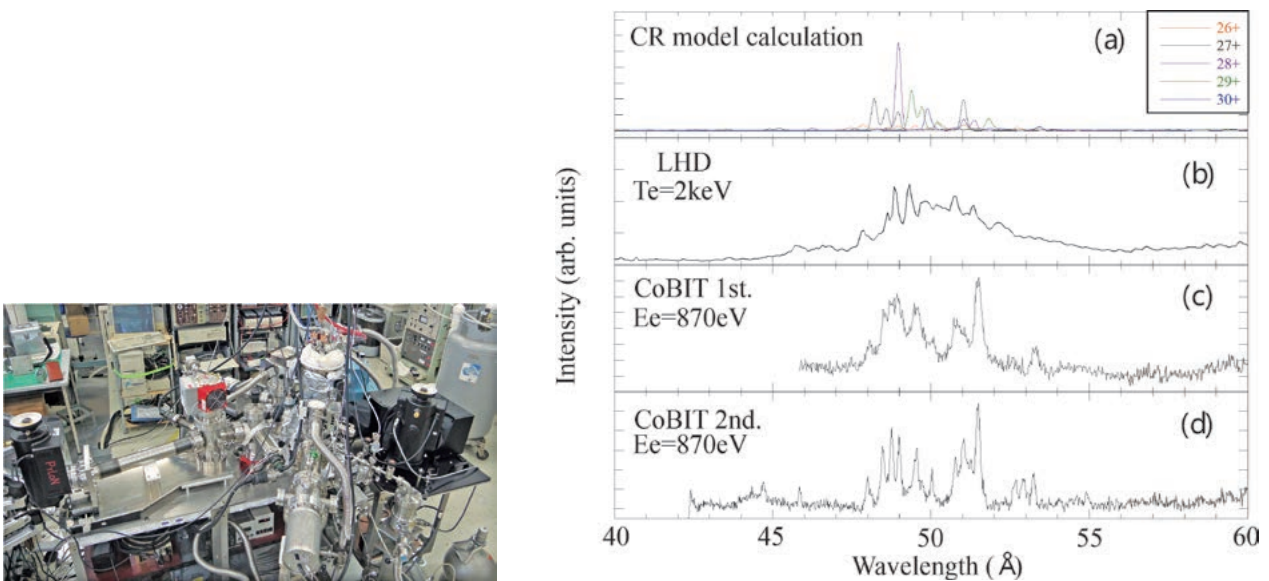 CR model calculation
(a)
26+
27+
28+
29+
30+
LHD
Te=2keV
(b)
CoBIT 1st.
Ee=870eV
(c)
CoBIT 2nd.
Ee=870eV
(d)
Intensity (arb. units)
40 45 50 55 60
Wavelength (Å)
PILON